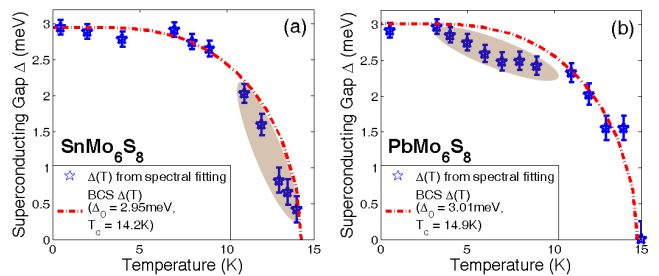 (a)
Superconducting Gap Δ (meV)
3
2.5
2
1.5
1
0.5
0
SnMo6S8
Δ(T) from spectral fitting
BCS Δ(T)
(Δ0 = 2.95meV,
Tc = 14.2K)
0 5 10 15
Temperature (K)
(b)
Superconducting Gap Δ (meV)
3
2.5
2
1.5
1
0.5
0
PbMo6S8
Δ(T) from spectral fitting
BCS Δ(T)
(Δ0 = 3.01meV,
Tc = 14.9K)
0 5 10 15
Temperature (K)